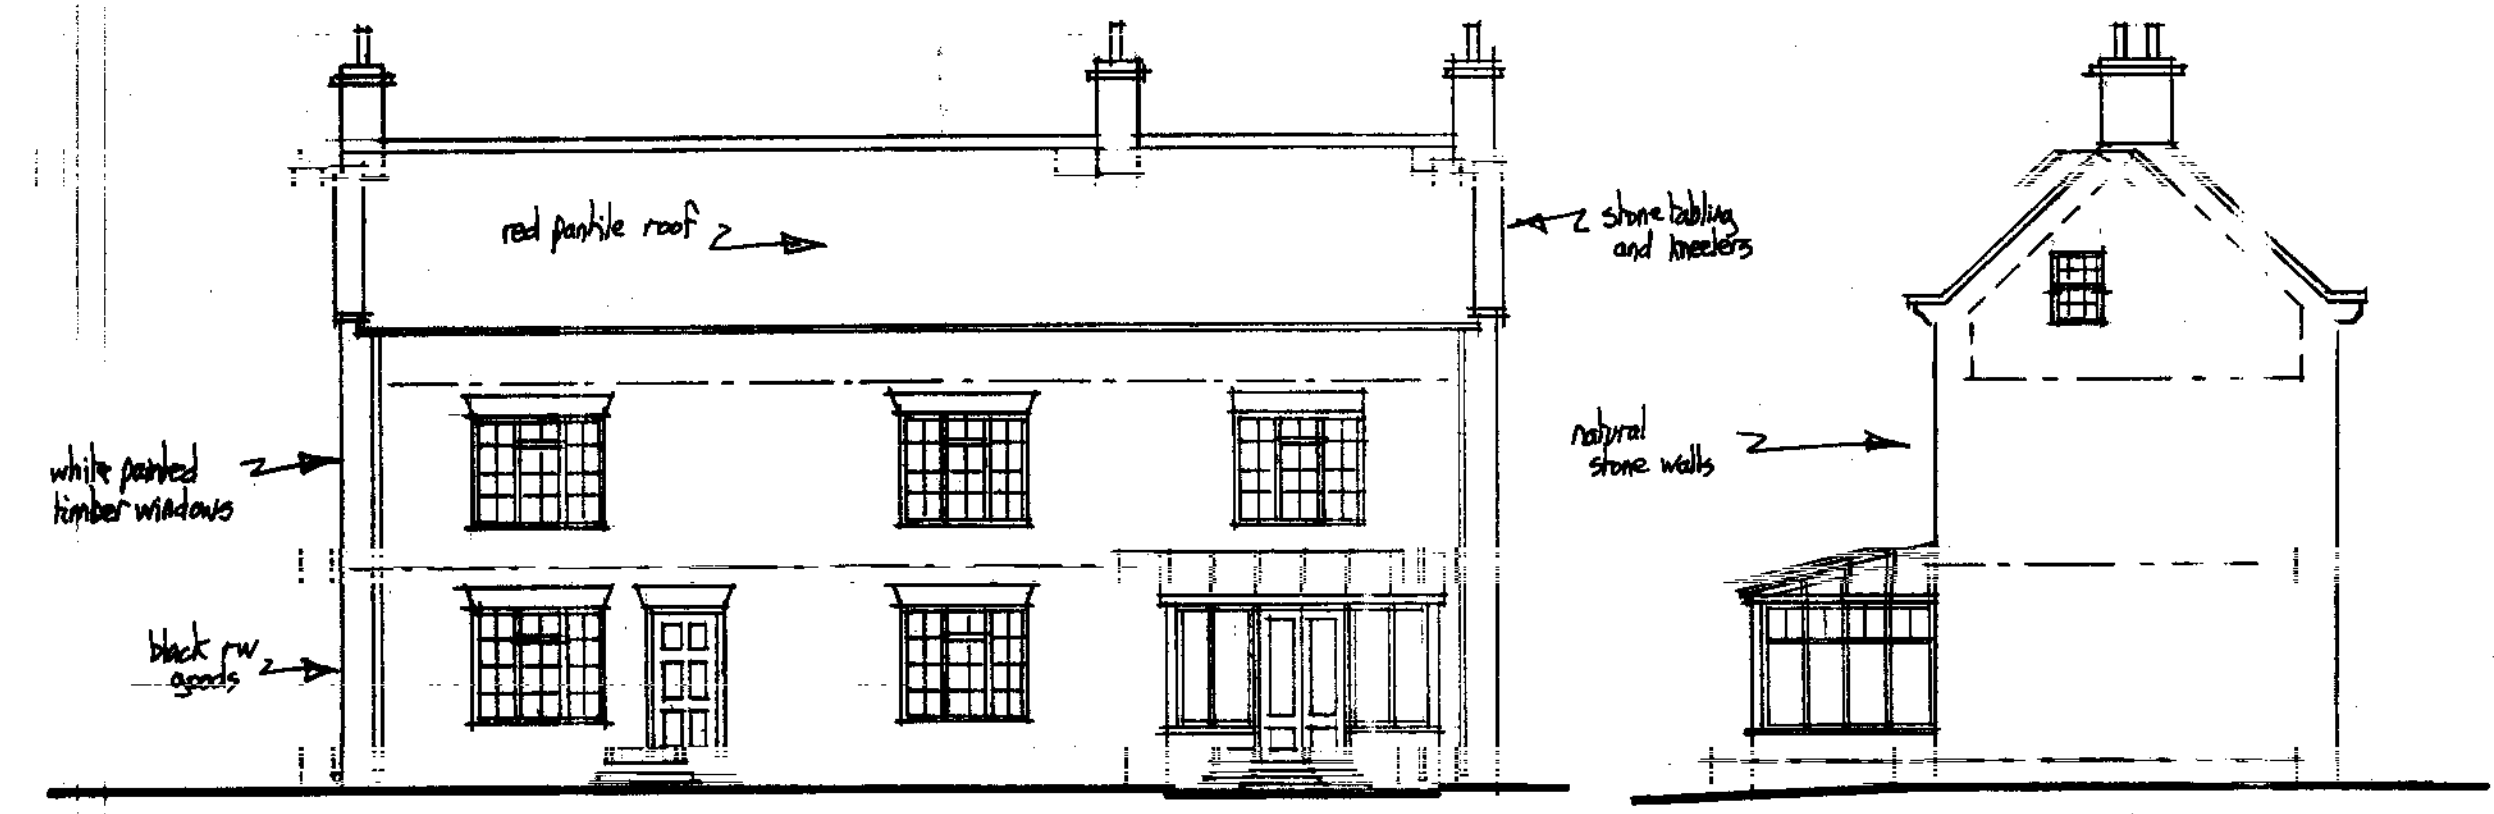 red pantile roof
stone tabling
and kneelers
white painted
timber windows
natural
stone walls
black rw
goods